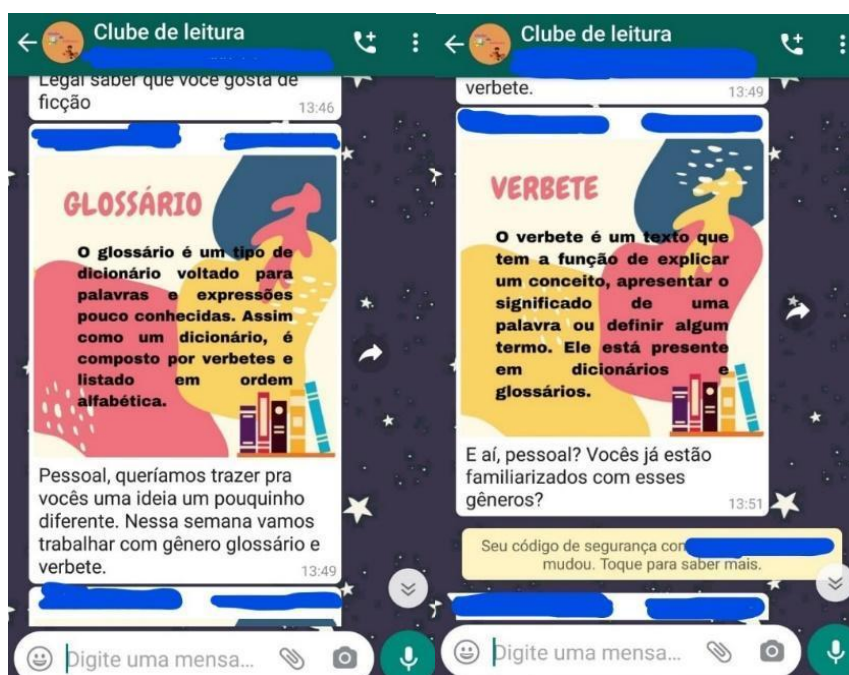 Clube de leitura
Legal saber que você gosta de
ficção
13:46
GLOSSÁRIO
O glossário é um tipo de
dicionário voltado para
palavras e expressões
pouco conhecidas. Assim
como um dicionário, é
composto por verbetes e
listado em ordem
alfabética.
Pessoal, queríamos trazer pra
vocês uma ideia um pouquinho
diferente. Nessa semana vamos
trabalhar com gênero glossário e
verbete.
13:49
Digite uma mensa...
Clube de leitura
verbete.
13:49
VERBETE
O verbete é um texto que
tem a função de explicar
um conceito, apresentar o
significado de uma
palavra ou definir algum
termo. Ele está presente
em dicionários e
glossários.
E aí, pessoal? Vocês já estão
familiarizados com esses
gêneros?
13:51
Seu código de segurança com
mudou. Toque para saber mais.
Digite uma mensa...